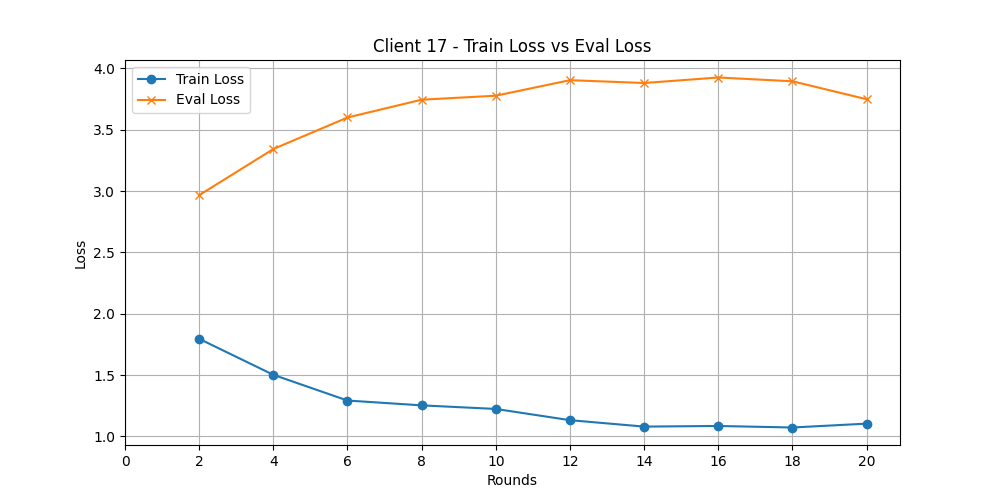 Client 17 - Train Loss vs Eval Loss
Train Loss
Eval Loss
4.0
3.5
3.0
2.5
2.0
1.5
1.0
Loss
0 2 4 6 8 10 12 14 16 18 20
Rounds